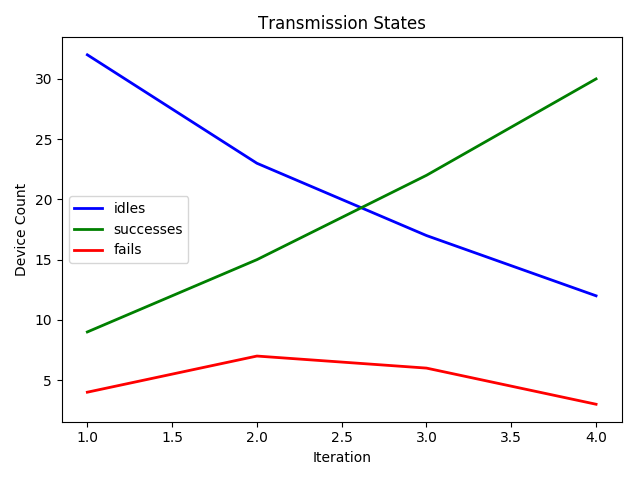 Transmission States
Device Count
30
25
20
15
10
5
idles
successes
fails
1.0 1.5 2.0 2.5 3.0 3.5 4.0
Iteration